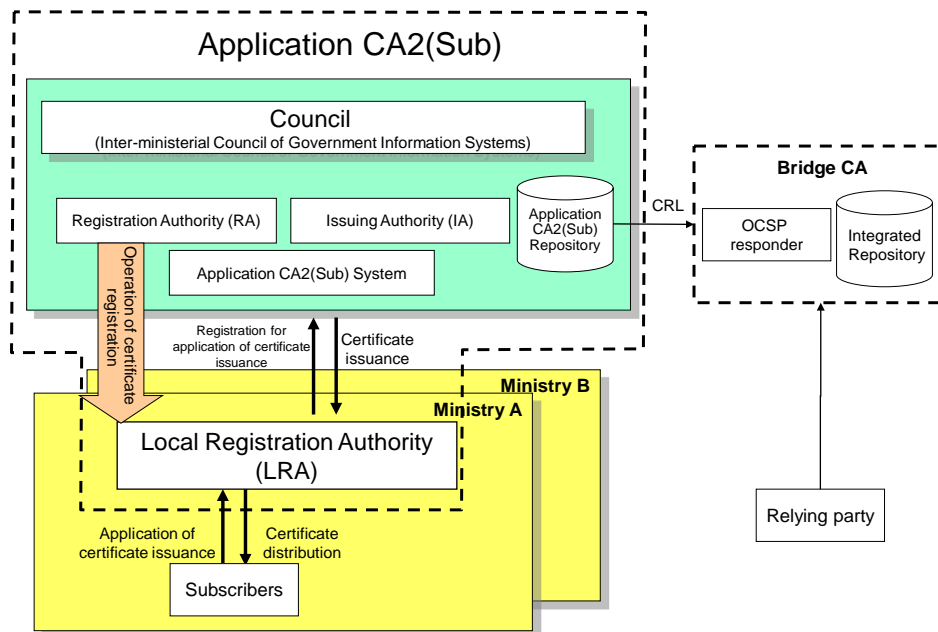 Application CA2(Sub)
Council
(Inter-ministerial Council of Government Information Systems)
Registration Authority (RA)
Issuing Authority (IA)
Application
CA2(Sub)
Repository
Application CA2(Sub) System
CRL
Bridge CA
OCSP
responder
Integrated
Repository
Operation of certificate
registration
Registration for
application of certificate
issuance
Certificate
issuance
Ministry B
Ministry A
Local Registration Authority
(LRA)
Application of
certificate issuance
Certificate
distribution
Subscribers
Relying party